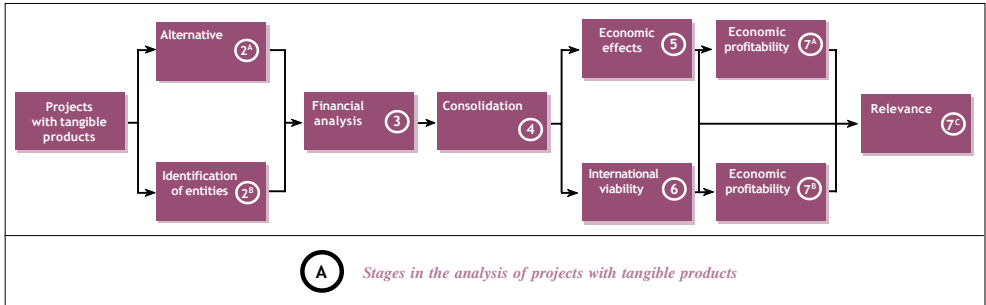 Projects
with tangible
products
Alternative
2A
Identification
of entities
2B
Financial
analysis
3
Consolidation
4
Economic
effects
5
International
viability
6
Economic
profitability
7A
Economic
profitability
7B
Relevance
7C
A
Stages in the analysis of projects with tangible products